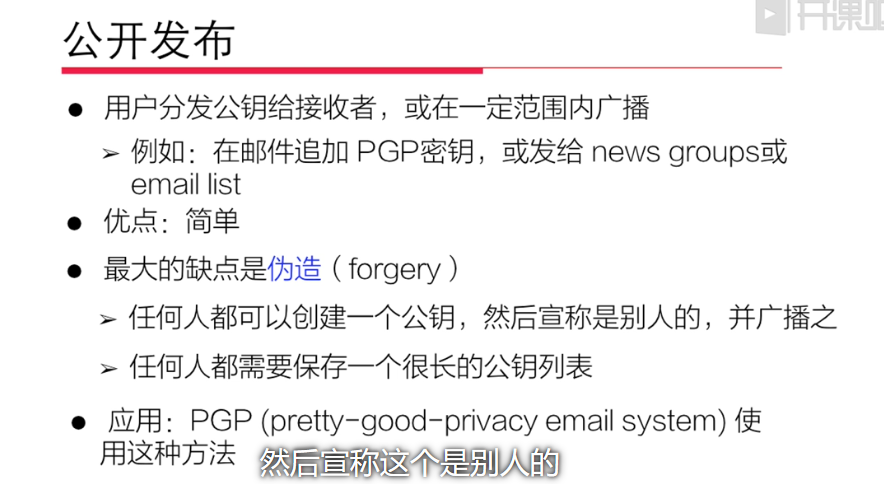 开课吧
公开发布
● 用户分发公钥给接收者，或在一定范围内广播
➢ 例如：在邮件追加 PGP密钥，或发给 news groups或
email list
● 优点：简单
● 最大的缺点是伪造（forgery）
➢ 任何人都可以创建一个公钥，然后宣称是别人的，并广播之
➢ 任何人都需要保存一个很长的公钥列表
● 应用：PGP (pretty-good-privacy email system) 使
用这种方法
然后宣称这个是别人的